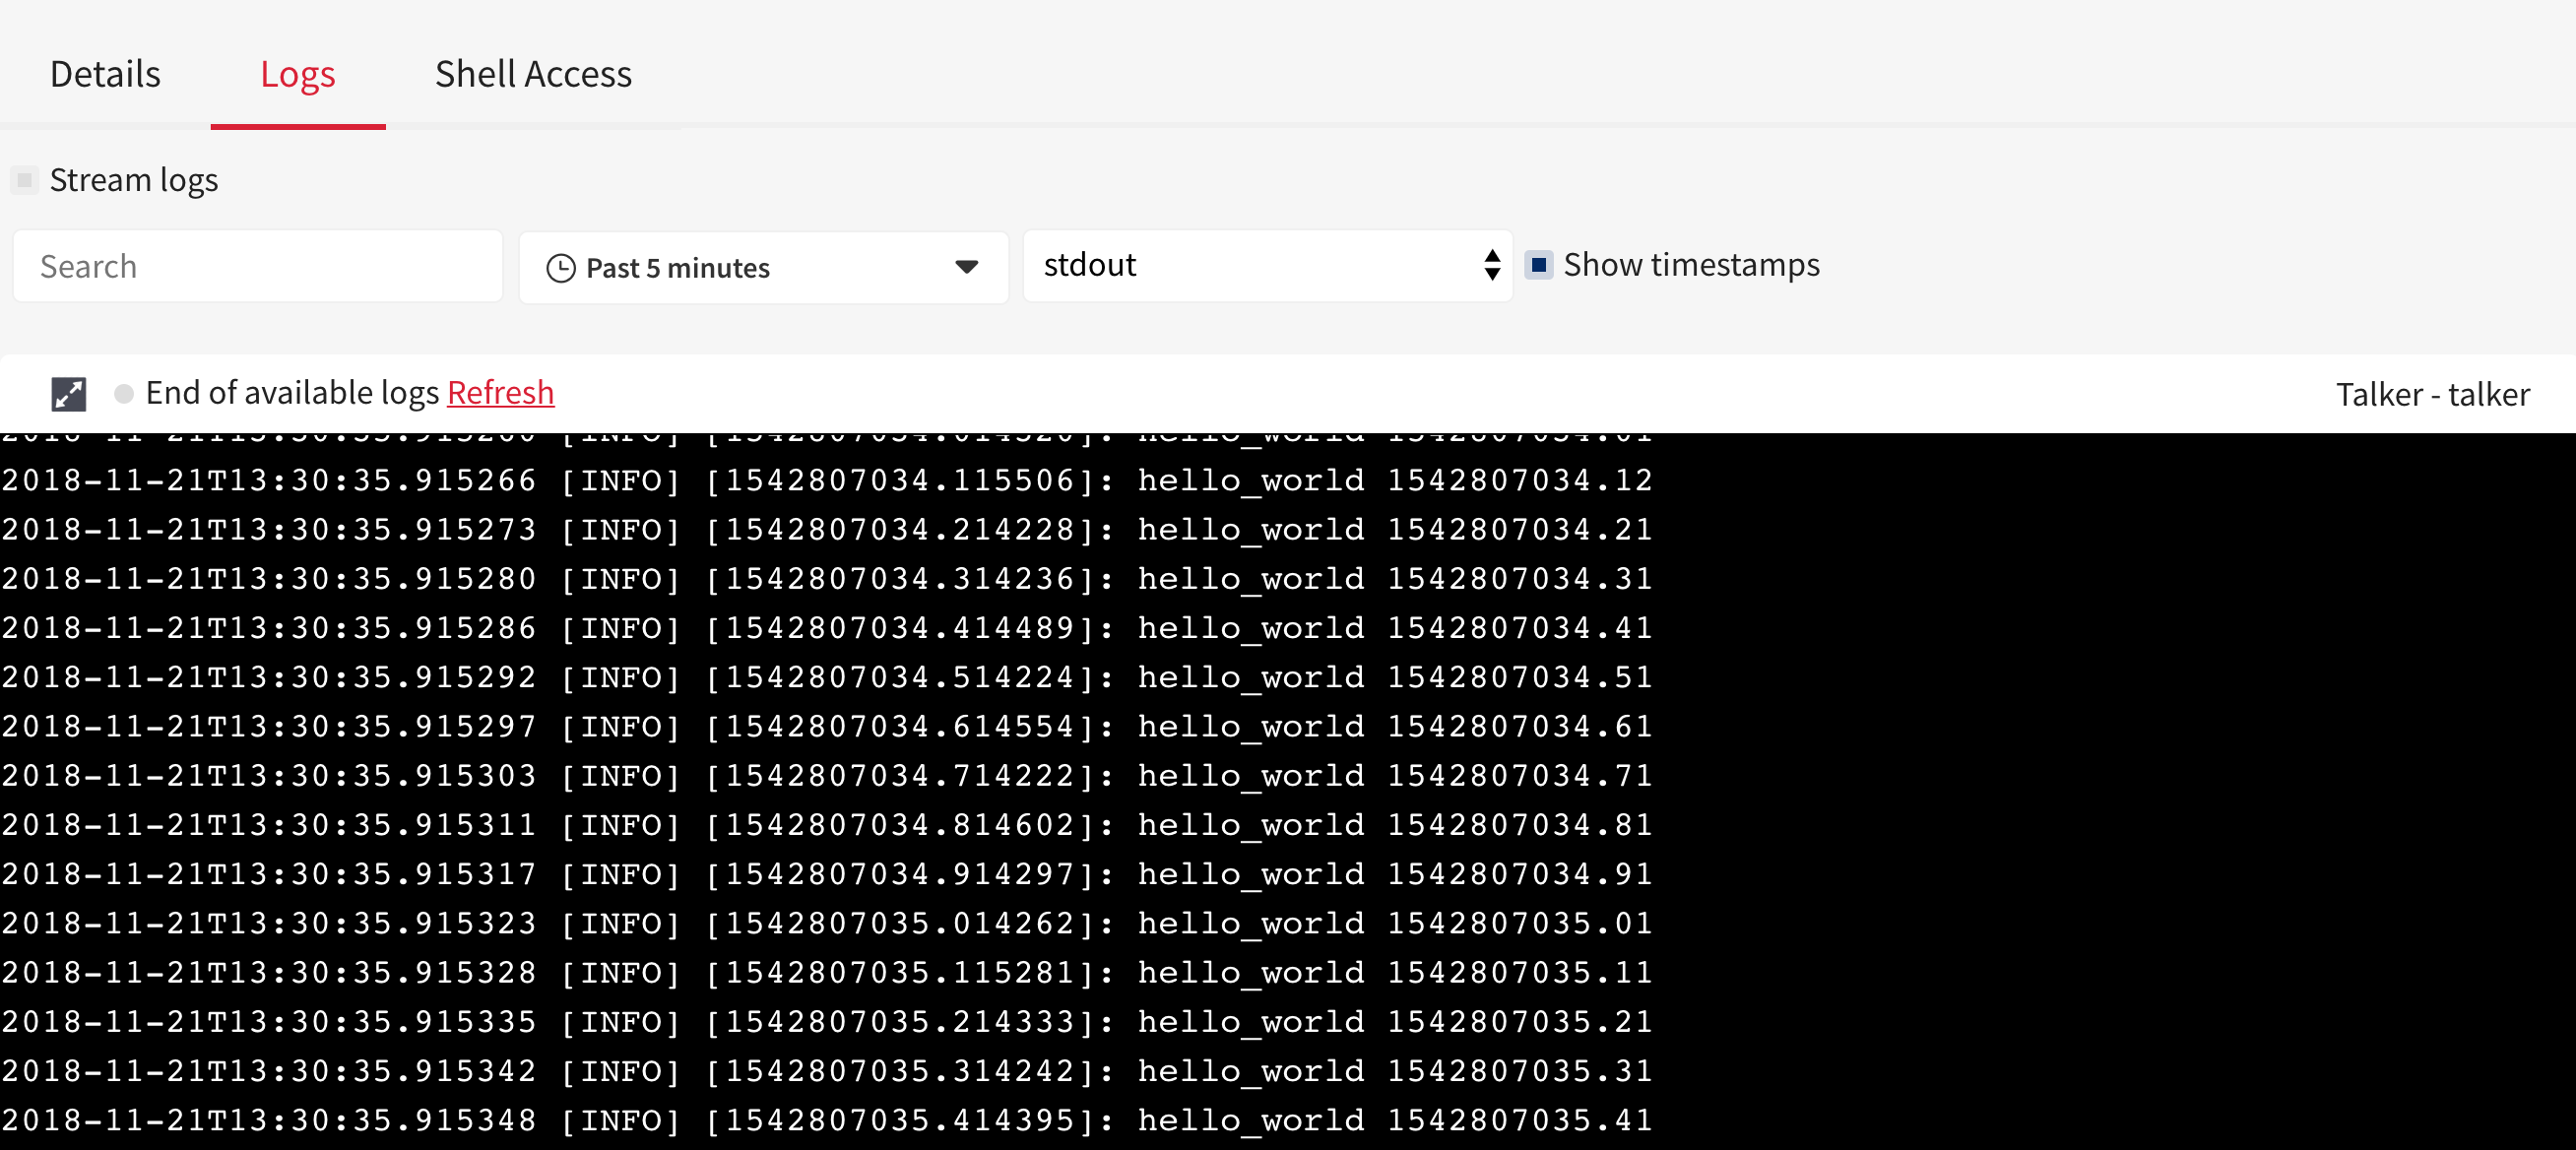 Details Logs Shell Access
Stream logs
Search Past 5 minutes stdout Show timestamps
End of available logs Refresh Talker - talker
2018-11-21T13:30:35.915266 [INFO] [1542807034.115506]: hello_world 1542807034.12
2018-11-21T13:30:35.915273 [INFO] [1542807034.214228]: hello_world 1542807034.21
2018-11-21T13:30:35.915280 [INFO] [1542807034.314236]: hello_world 1542807034.31
2018-11-21T13:30:35.915286 [INFO] [1542807034.414489]: hello_world 1542807034.41
2018-11-21T13:30:35.915292 [INFO] [1542807034.514224]: hello_world 1542807034.51
2018-11-21T13:30:35.915297 [INFO] [1542807034.614554]: hello_world 1542807034.61
2018-11-21T13:30:35.915303 [INFO] [1542807034.714222]: hello_world 1542807034.71
2018-11-21T13:30:35.915311 [INFO] [1542807034.814602]: hello_world 1542807034.81
2018-11-21T13:30:35.915317 [INFO] [1542807034.914297]: hello_world 1542807034.91
2018-11-21T13:30:35.915323 [INFO] [1542807035.014262]: hello_world 1542807035.01
2018-11-21T13:30:35.915328 [INFO] [1542807035.115281]: hello_world 1542807035.11
2018-11-21T13:30:35.915335 [INFO] [1542807035.214333]: hello_world 1542807035.21
2018-11-21T13:30:35.915342 [INFO] [1542807035.314242]: hello_world 1542807035.31
2018-11-21T13:30:35.915348 [INFO] [1542807035.414395]: hello_world 1542807035.41